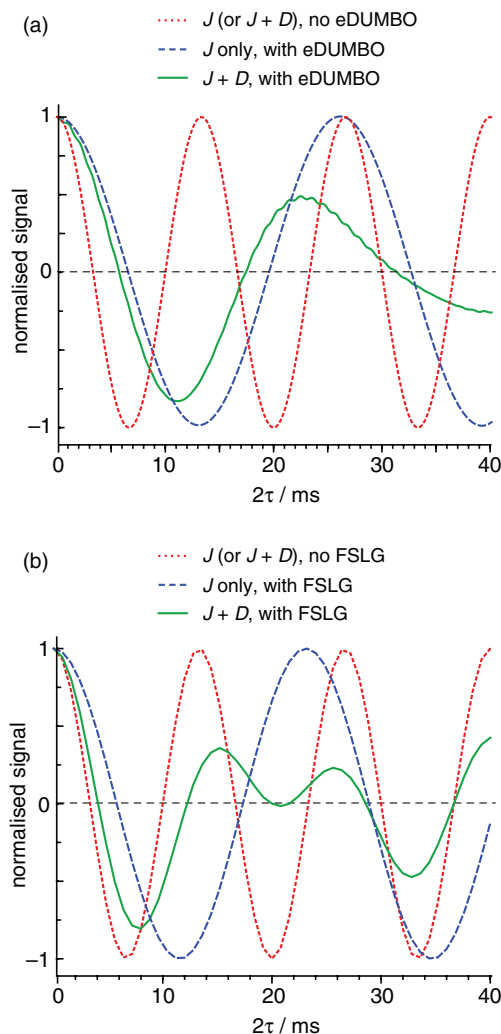 (a)
J (or J + D), no eDUMBO
J only, with eDUMBO
J + D, with eDUMBO
1
0
−1
normalised signal
0 10 20 30 40
2τ / ms
(b)
J (or J + D), no FSLG
J only, with FSLG
J + D, with FSLG
1
0
−1
normalised signal
0 10 20 30 40
2τ / ms